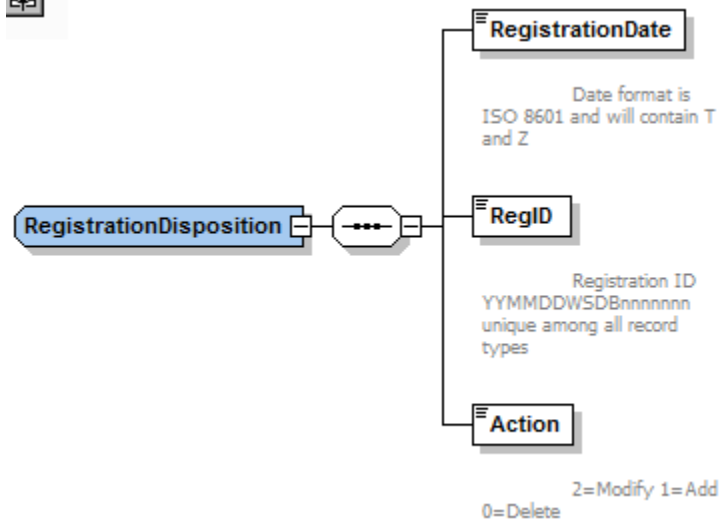 RegistrationDate
Date format is
ISO 8601 and will contain T
and Z
RegistrationDisposition
RegID
Registration ID
YYMMDDWSDBnnnnnnn
unique among all record
types
Action
2=Modify 1=Add
0=Delete